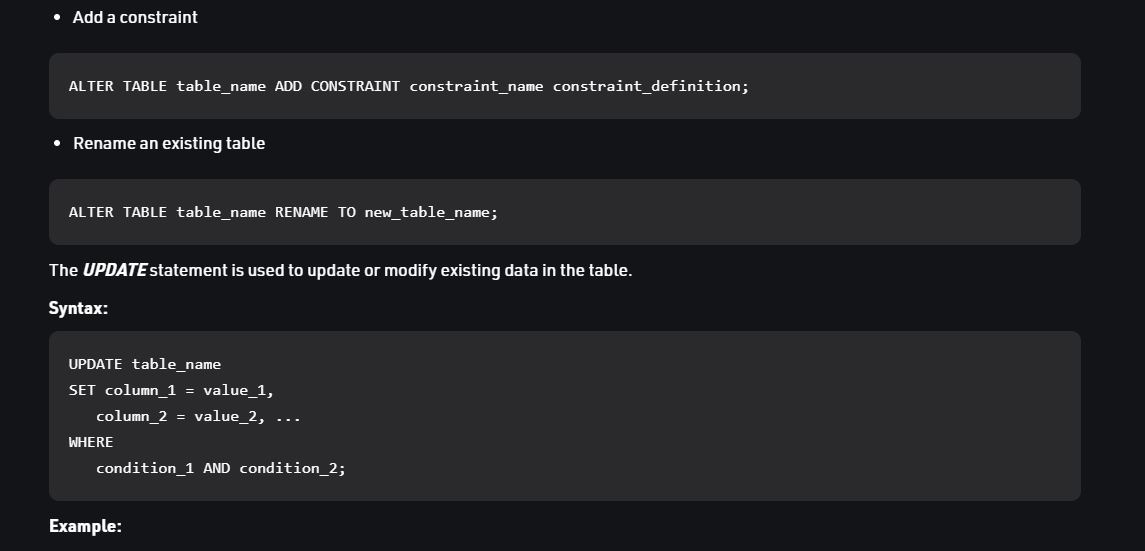 • Add a constraint
ALTER TABLE table_name ADD CONSTRAINT constraint_name constraint_definition;
• Rename an existing table
ALTER TABLE table_name RENAME TO new_table_name;
The UPDATE statement is used to update or modify existing data in the table.
Syntax:
UPDATE table_name
SET column_1 = value_1,
   column_2 = value_2, ...
WHERE
   condition_1 AND condition_2;
Example: